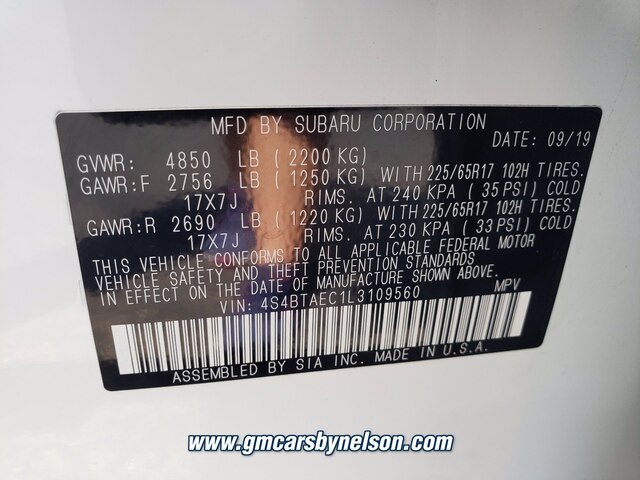 MFD BY SUBARU CORPORATION
DATE: 09/19
GVWR: 4850 LB (2200 KG)
GAWR:F 2756 LB (1250 KG) WITH 225/65R17 102H TIRES.
17X7J RIMS. AT 240 KPA (35 PSI) COLD
GAWR:R 2690 LB (1220 KG) WITH 225/65R17 102H TIRES.
17X7J RIMS. AT 230 KPA (33 PSI) COLD
THIS VEHICLE CONFORMS TO ALL APPLICABLE FEDERAL MOTOR
VEHICLE SAFETY AND THEFT PREVENTION STANDARDS
IN EFFECT ON THE DATE OF MANUFACTURE SHOWN ABOVE.
VIN: 4S4BTAEC1L3109560 MPV
ASSEMBLED BY SIA INC. MADE IN U.S.A.
www.gmcarsbynelson.com